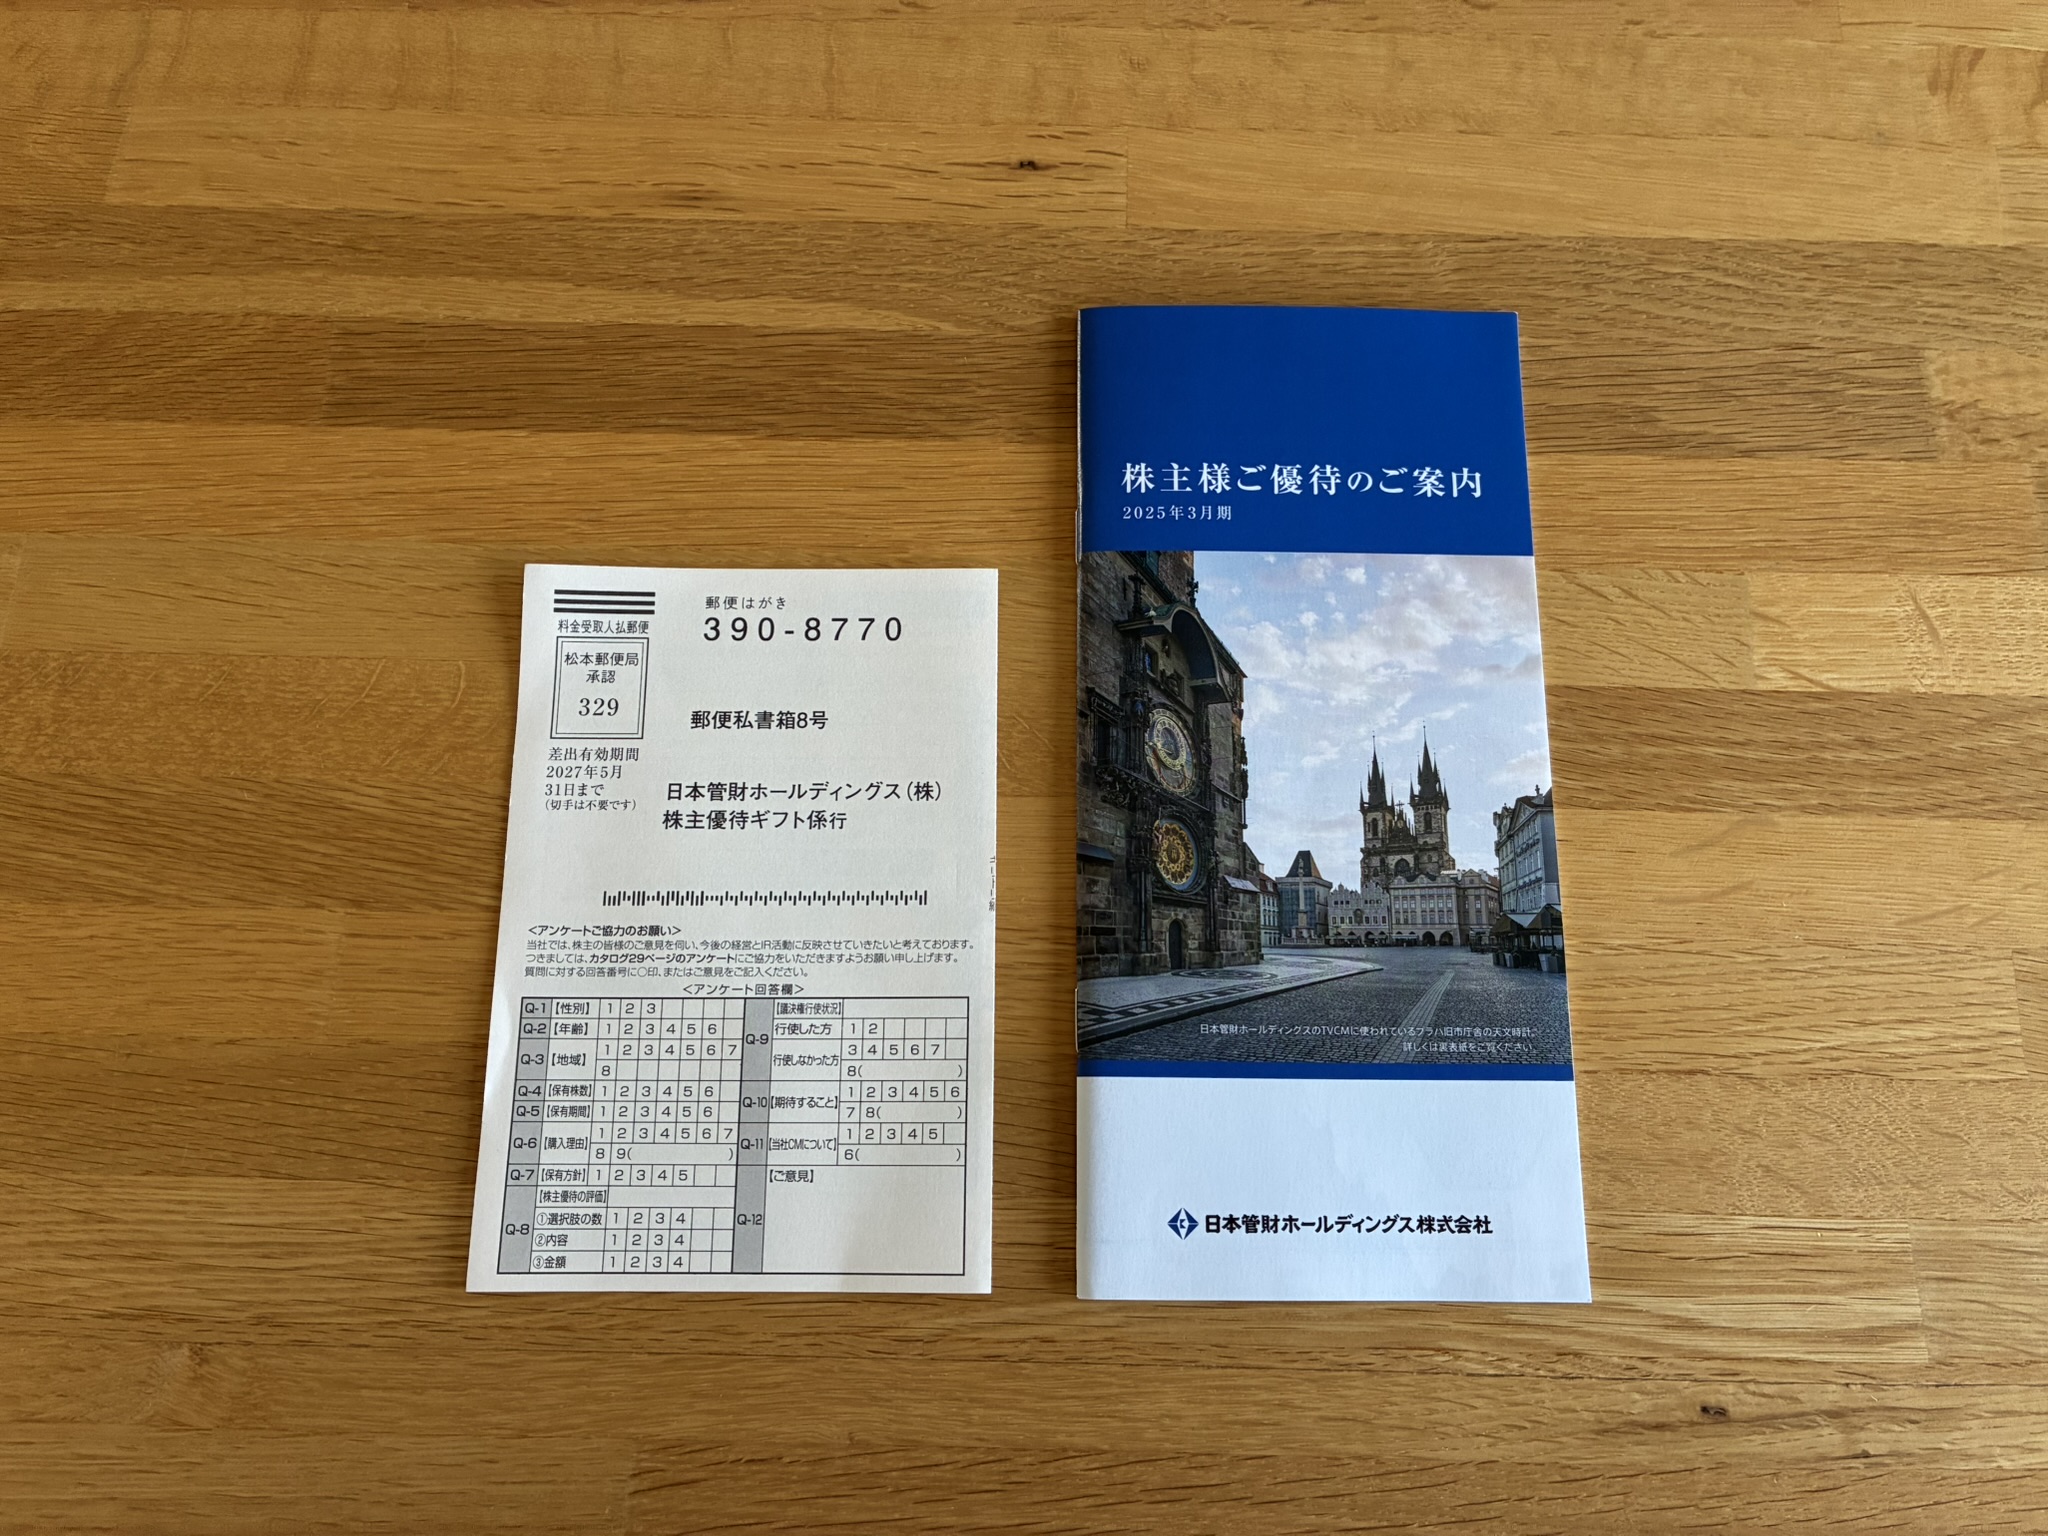 郵便はがき
390-8770
料金受取人払郵便
松本郵便局
承認
329
差出有効期間
2027年5月
31日まで
(切手は不要です)
郵便私書箱8号
日本管財ホールディングス(株)
株主優待ギフト係行
<アンケートご協力のお願い>
当社では、株主の皆様のご意見を伺い、今後の経営とIR活動に反映させていきたいと考えております。
つきましては、カタログ29ページのアンケートにご協力をいただきますようお願い申し上げます。
質問に対する回答番号に○印、またはご意見をご記入ください。
<アンケート回答欄>
Q-1 【性別】 1 2 3
Q-2 【年齢】 1 2 3 4 5 6
Q-3 【地域】 1 2 3 4 5 6 7
8
Q-4 【保有株数】 1 2 3 4 5 6
Q-5 【保有期間】 1 2 3 4 5 6
Q-6 【購入理由】 1 2 3 4 5 6 7
8 9( )
Q-7 【保有方針】 1 2 3 4 5
Q-8 【株主優待の評価】
①選択肢の数 1 2 3 4
②内容 1 2 3 4
③金額 1 2 3 4
Q-9 【議決権行使状況】
行使した方 1 2
行使しなかった方 3 4 5 6 7
8( )
Q-10 【期待すること】 1 2 3 4 5 6
7 8( )
Q-11 【当社CMについて】 1 2 3 4 5
6( )
Q-12 【ご意見】
株主様ご優待のご案内
2025年3月期
日本管財ホールディングスのTVCMに使われているプラハ旧市庁舎の天文時計。
詳しくは裏表紙をご覧ください。
日本管財ホールディングス株式会社